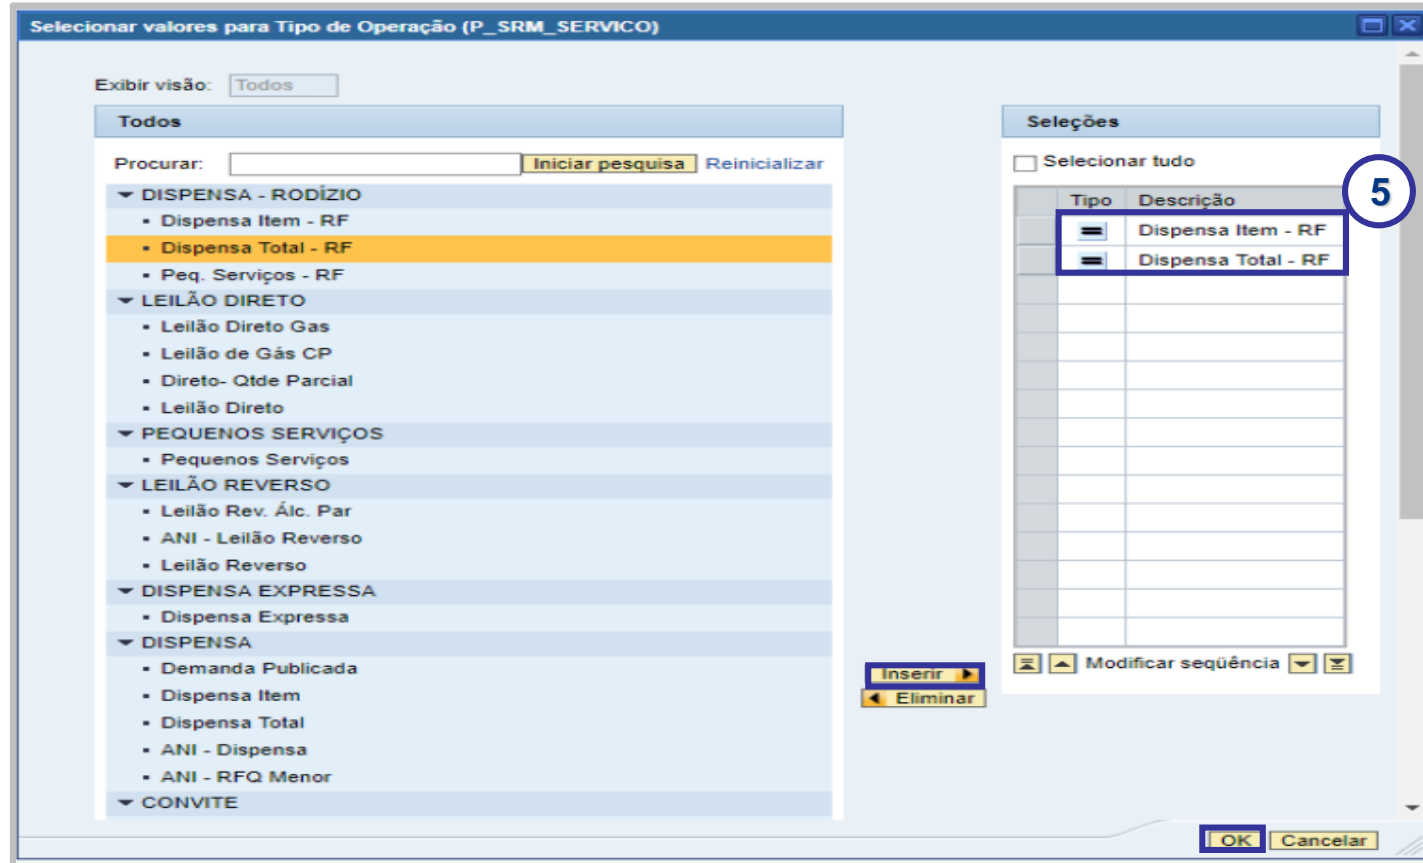 Selecionar valores para Tipo de Operação (P_SRM_SERVICO)
Exibir visão: Todos
Todos
Procurar: Iniciar pesquisa Reinicializar
DISPENSA - RODÍZIO
Dispensa Item - RF
Dispensa Total - RF
Peq. Serviços - RF
LEILÃO DIRETO
Leilão Direto Gas
Leilão de Gás CP
Direto- Qtde Parcial
Leilão Direto
PEQUENOS SERVIÇOS
Pequenos Serviços
LEILÃO REVERSO
Leilão Rev. Álc. Par
ANI - Leilão Reverso
Leilão Reverso
DISPENSA EXPRESSA
Dispensa Expressa
DISPENSA
Demanda Publicada
Dispensa Item
Dispensa Total
ANI - Dispensa
ANI - RFQ Menor
CONVITE
Inserir
Eliminar
Seleções
Selecionar tudo
5
Tipo Descrição
Dispensa Item - RF
Dispensa Total - RF
Modificar seqüência
OK Cancelar